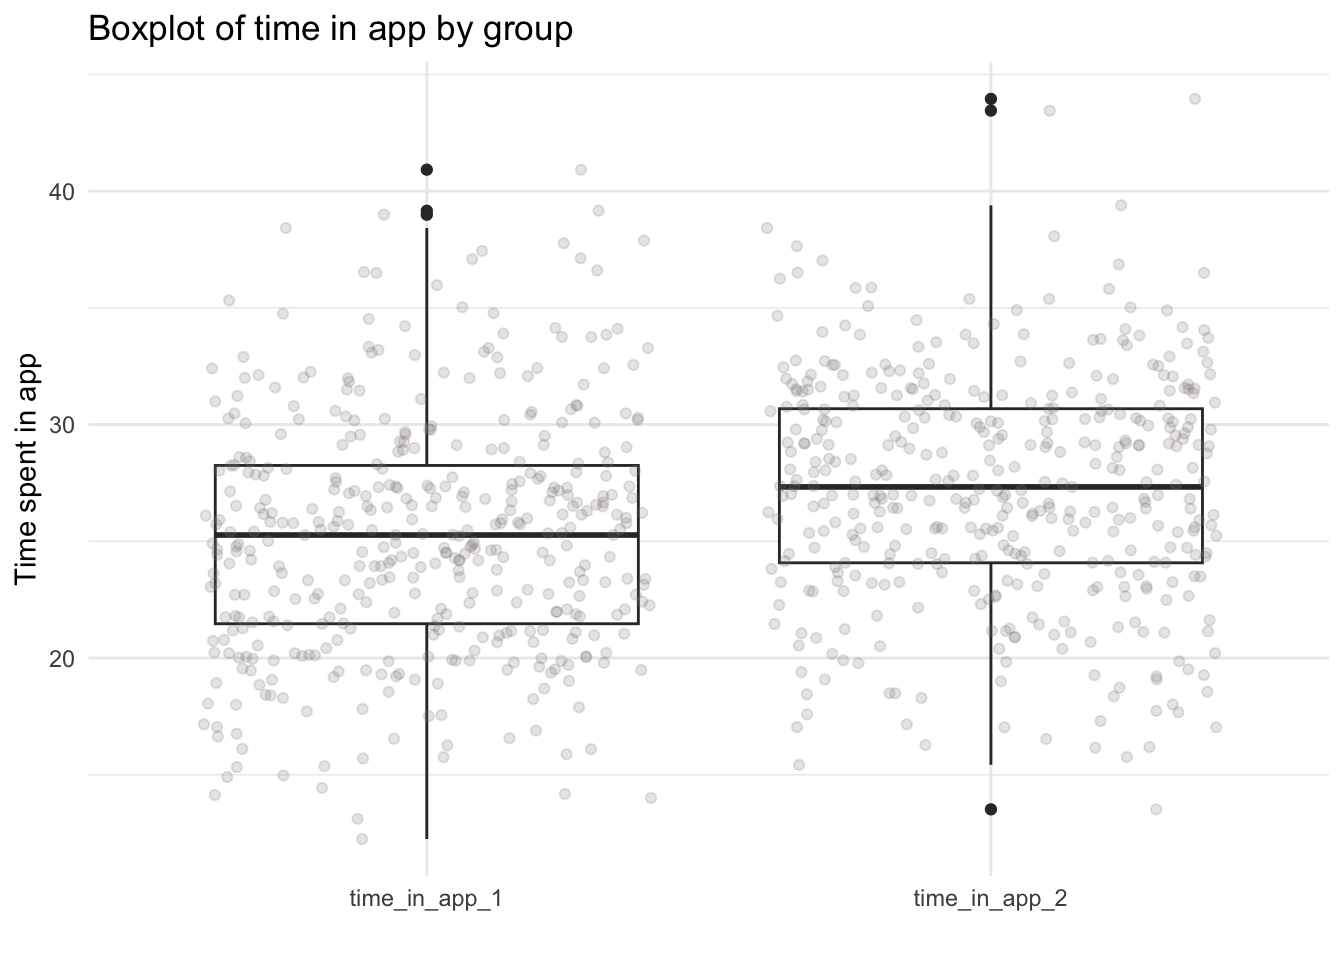 Boxplot of time in app by group
Time spent in app
40
30
20
time_in_app_1
time_in_app_2